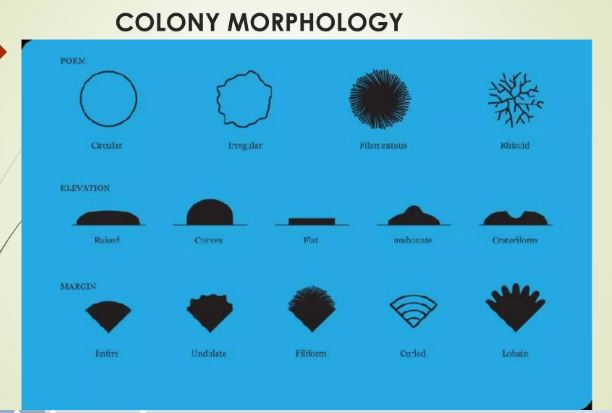 COLONY MORPHOLOGY
FORM
Circular Irregular Filamentous Rhizoid
ELEVATION
Raised Convex Flat umbonate Crateriform
MARGIN
Entire Undulate Filiform Curled Lobate